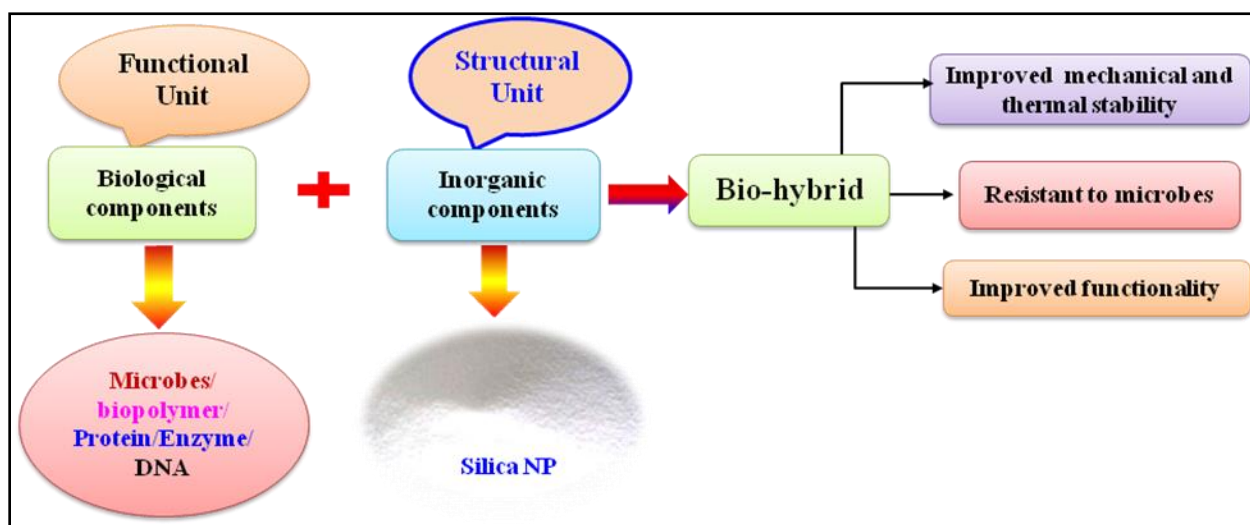 Functional
Unit
Structural
Unit
Biological
components
Inorganic
components
Bio-hybrid
Improved mechanical and
thermal stability
Resistant to microbes
Improved functionality
Microbes/
biopolymer/
Protein/Enzyme/
DNA
Silica NP